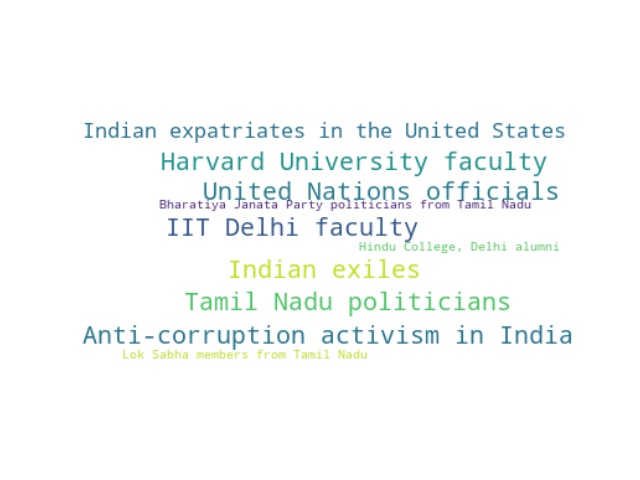 Indian expatriates in the United States
Harvard University faculty
United Nations officials
Bharatiya Janata Party politicians from Tamil Nadu
IIT Delhi faculty
Hindu College, Delhi alumni
Indian exiles
Tamil Nadu politicians
Anti-corruption activism in India
Lok Sabha members from Tamil Nadu